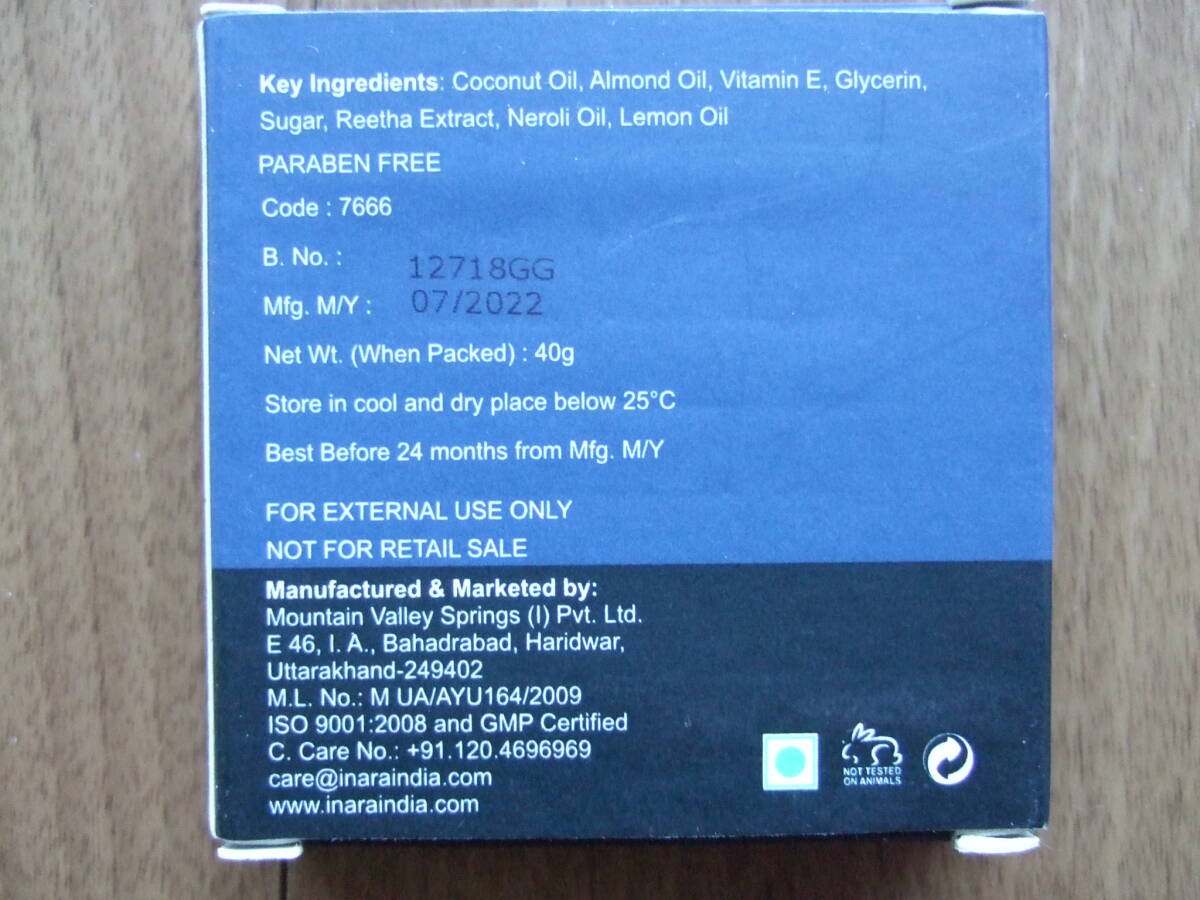 Key Ingredients: Coconut Oil, Almond Oil, Vitamin E, Glycerin,
Sugar, Reetha Extract, Neroli Oil, Lemon Oil
PARABEN FREE
Code : 7666
B. No. : 12718GG
Mfg. M/Y : 07/2022
Net Wt. (When Packed) : 40g
Store in cool and dry place below 25°C
Best Before 24 months from Mfg. M/Y
FOR EXTERNAL USE ONLY
NOT FOR RETAIL SALE
Manufactured & Marketed by:
Mountain Valley Springs (I) Pvt. Ltd.
E 46, I. A., Bahadrabad, Haridwar,
Uttarakhand-249402
M.L. No.: M UA/AYU164/2009
ISO 9001:2008 and GMP Certified
C. Care No.: +91.120.4696969
care@inaraindia.com
www.inaraindia.com
NOT TESTED
ON ANIMALS